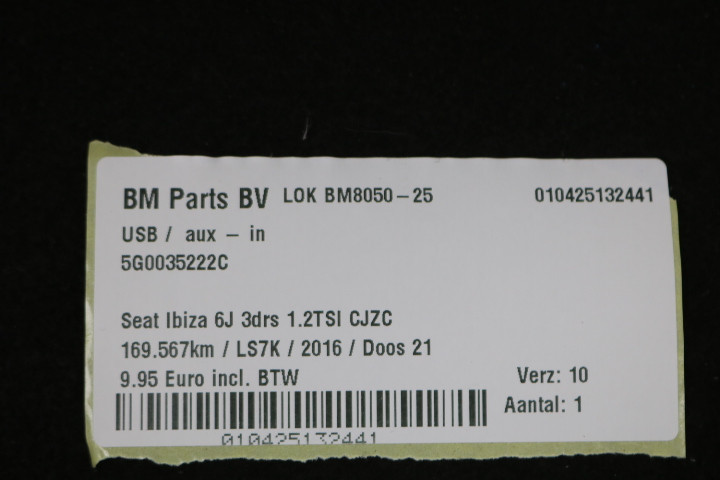 BM Parts BV LOK BM8050-25 010425132441
USB / aux - in
5G0035222C
Seat Ibiza 6J 3drs 1.2TSI CJZC
169.567km / LS7K / 2016 / Doos 21
9.95 Euro incl. BTW Verz: 10
Aantal: 1
010425132441